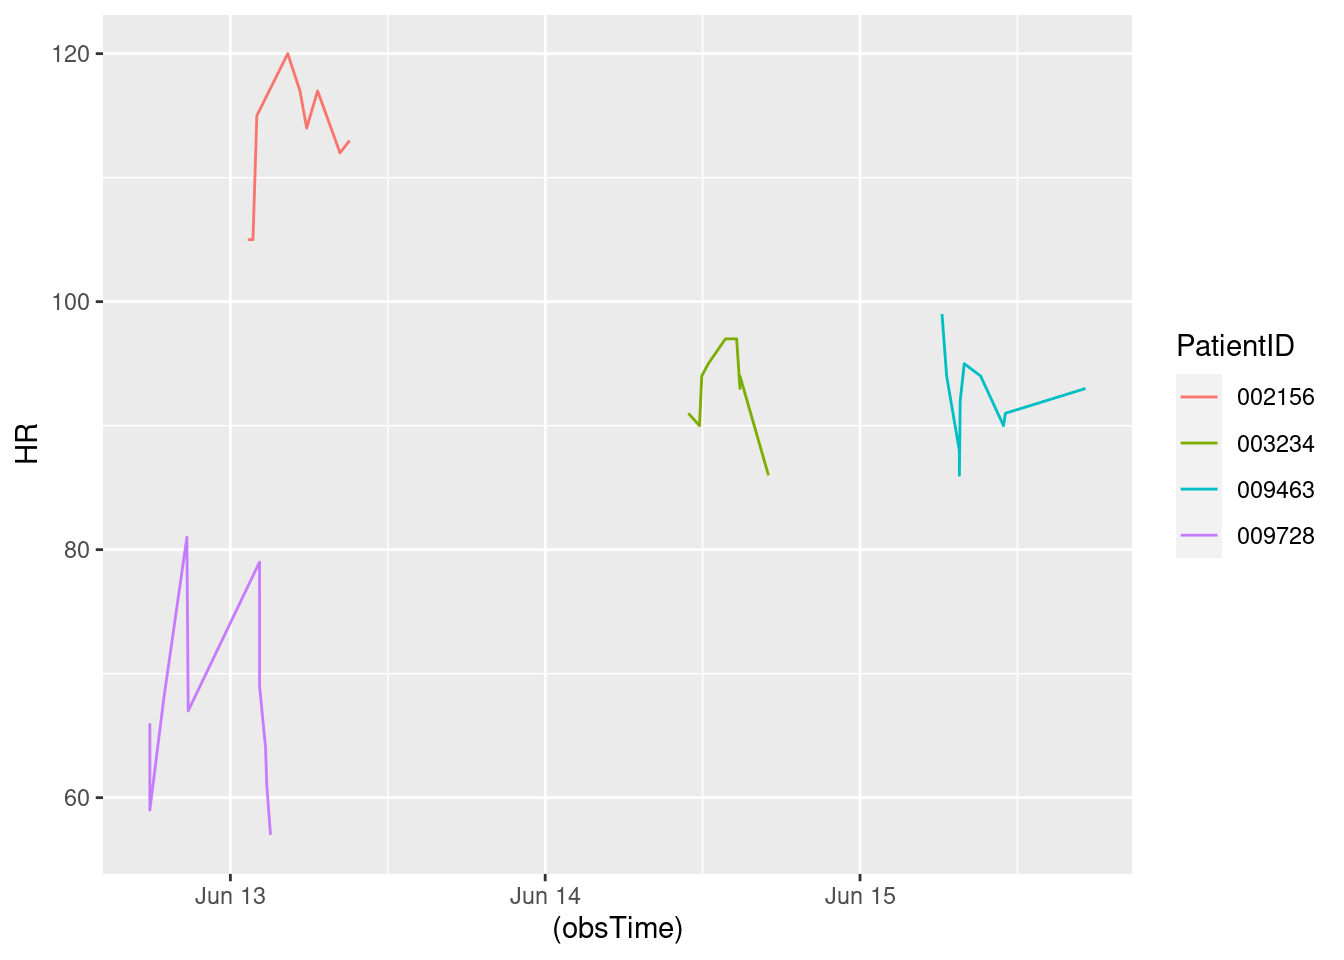 120
100
80
60
HR
Jun 13
Jun 14
Jun 15
(obsTime)
PatientID
002156
003234
009463
009728